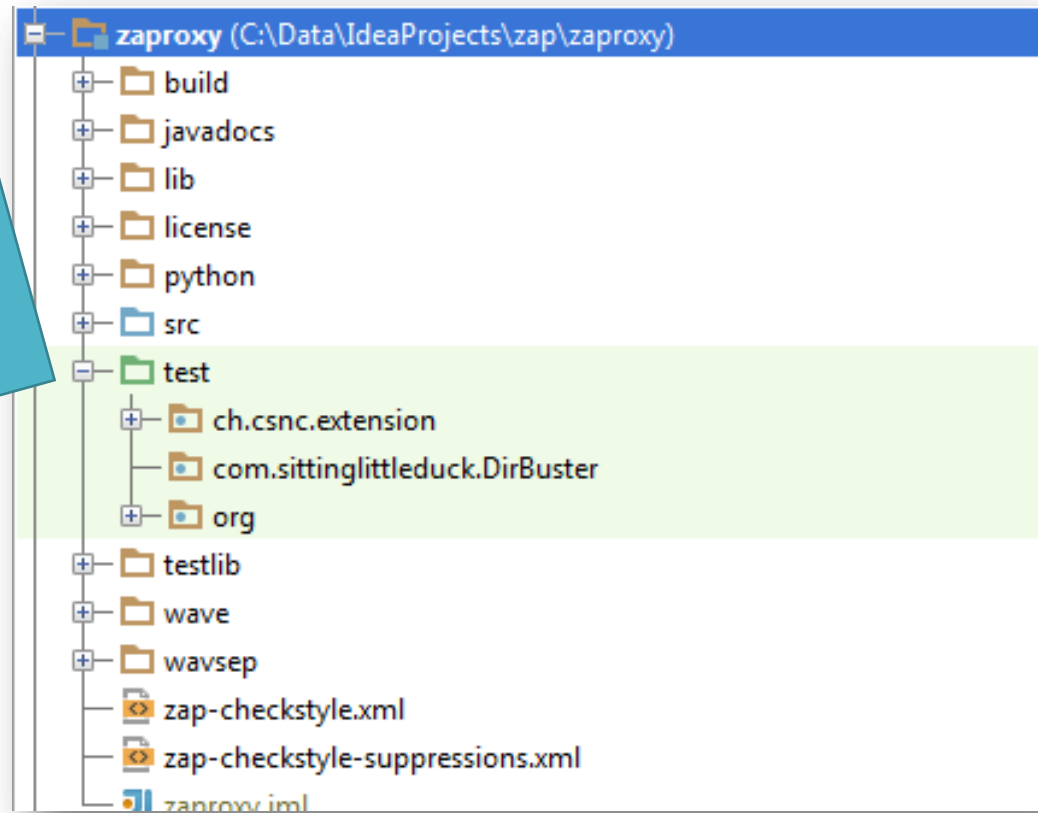 zaproxy (C:\Data\IdeaProjects\zap\zaproxy)
build
javadocs
lib
license
python
src
test
ch.csnc.extension
com.sittinglittleduck.DirBuster
org
testlib
wave
wavsep
zap-checkstyle.xml
zap-checkstyle-suppressions.xml
zaproxy.iml